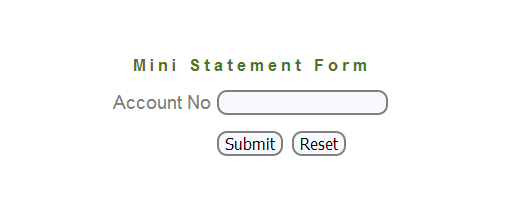 Mini Statement Form
Account No
Submit Reset